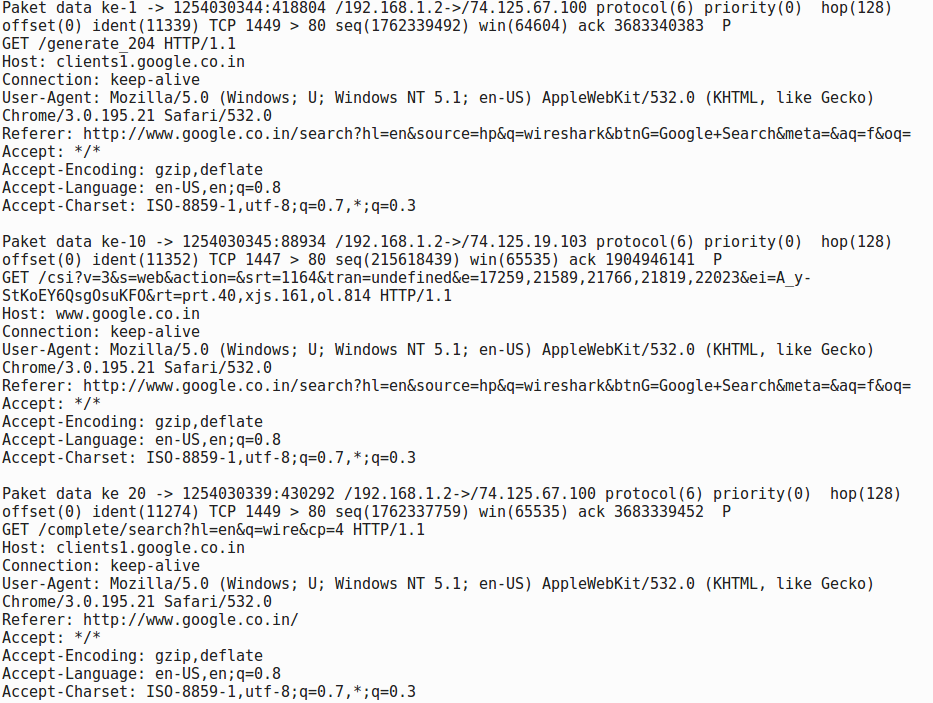 Paket data ke-1 -> 1254030344:418804 /192.168.1.2->/74.125.67.100 protocol(6) priority(0)  hop(128)
offset(0) ident(11339) TCP 1449 > 80 seq(1762339492) win(64604) ack 3683340383  P
GET /generate_204 HTTP/1.1
Host: clients1.google.co.in
Connection: keep-alive
User-Agent: Mozilla/5.0 (Windows; U; Windows NT 5.1; en-US) AppleWebKit/532.0 (KHTML, like Gecko)
Chrome/3.0.195.21 Safari/532.0
Referer: http://www.google.co.in/search?hl=en&source=hp&q=wireshark&btnG=Google+Search&meta=&aq=f&oq=
Accept: */*
Accept-Encoding: gzip,deflate
Accept-Language: en-US,en;q=0.8
Accept-Charset: ISO-8859-1,utf-8;q=0.7,*;q=0.3

Paket data ke-10 -> 1254030345:88934 /192.168.1.2->/74.125.19.103 protocol(6) priority(0)  hop(128)
offset(0) ident(11352) TCP 1447 > 80 seq(215618439) win(65535) ack 1904946141  P
GET /csi?v=3&s=web&action=&srt=1164&tran=undefined&e=17259,21589,21766,21819,22023&ei=A_y-
StKoEY6QsgOsuKFO&rt=prt.40,xjs.161,ol.814 HTTP/1.1
Host: www.google.co.in
Connection: keep-alive
User-Agent: Mozilla/5.0 (Windows; U; Windows NT 5.1; en-US) AppleWebKit/532.0 (KHTML, like Gecko)
Chrome/3.0.195.21 Safari/532.0
Referer: http://www.google.co.in/search?hl=en&source=hp&q=wireshark&btnG=Google+Search&meta=&aq=f&oq=
Accept: */*
Accept-Encoding: gzip,deflate
Accept-Language: en-US,en;q=0.8
Accept-Charset: ISO-8859-1,utf-8;q=0.7,*;q=0.3

Paket data ke 20 -> 1254030339:430292 /192.168.1.2->/74.125.67.100 protocol(6) priority(0)  hop(128)
offset(0) ident(11274) TCP 1449 > 80 seq(1762337759) win(65535) ack 3683339452  P
GET /complete/search?hl=en&q=wire&cp=4 HTTP/1.1
Host: clients1.google.co.in
Connection: keep-alive
User-Agent: Mozilla/5.0 (Windows; U; Windows NT 5.1; en-US) AppleWebKit/532.0 (KHTML, like Gecko)
Chrome/3.0.195.21 Safari/532.0
Referer: http://www.google.co.in/
Accept: */*
Accept-Encoding: gzip,deflate
Accept-Language: en-US,en;q=0.8
Accept-Charset: ISO-8859-1,utf-8;q=0.7,*;q=0.3